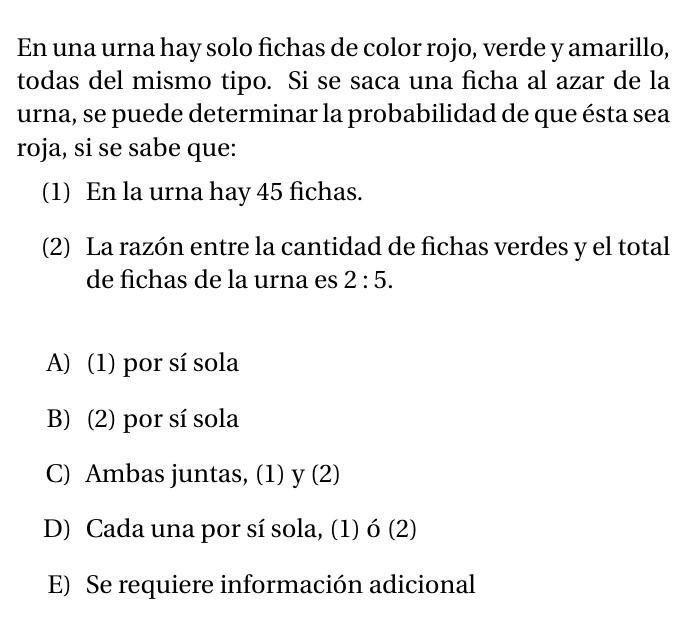 En una urna hay solo fichas de color rojo, verde y amarillo,
todas del mismo tipo. Si se saca una ficha al azar de la
urna, se puede determinar la probabilidad de que ésta sea
roja, si se sabe que:
(1) En la urna hay 45 fichas.
(2) La razón entre la cantidad de fichas verdes y el total
de fichas de la urna es 2 : 5.
A) (1) por sí sola
B) (2) por sí sola
C) Ambas juntas, (1) y (2)
D) Cada una por sí sola, (1) ó (2)
E) Se requiere información adicional